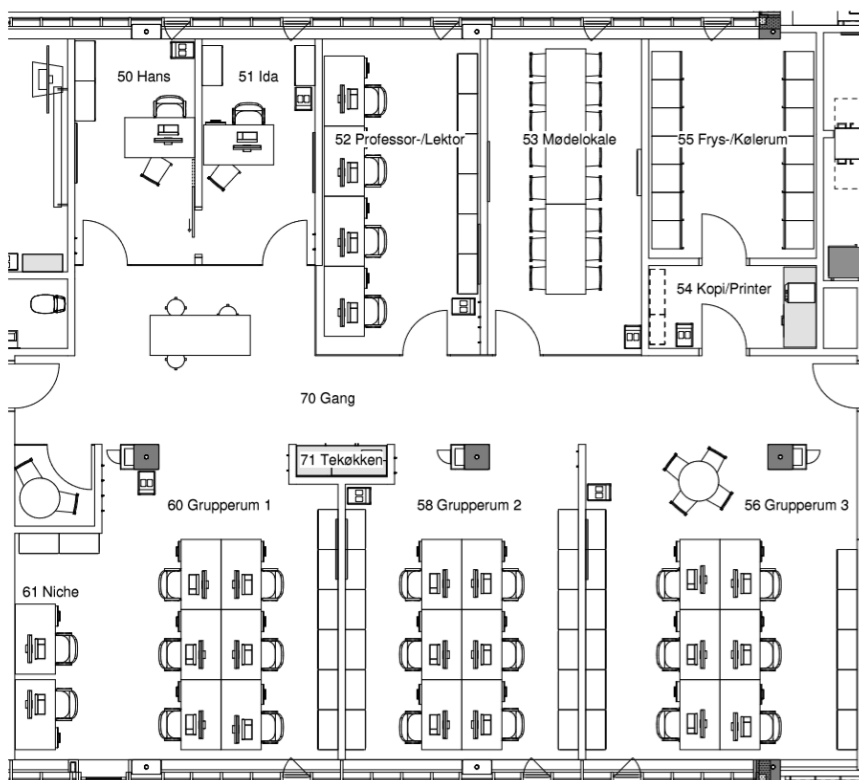 50 Hans
51 Ida
52 Professor-/Lektor
53 Mødelokale
55 Frys-/Kølerum
54 Kopi/Printer
70 Gang
71 Tekøkken-
60 Grupperum 1
58 Grupperum 2
56 Grupperum 3
61 Niche